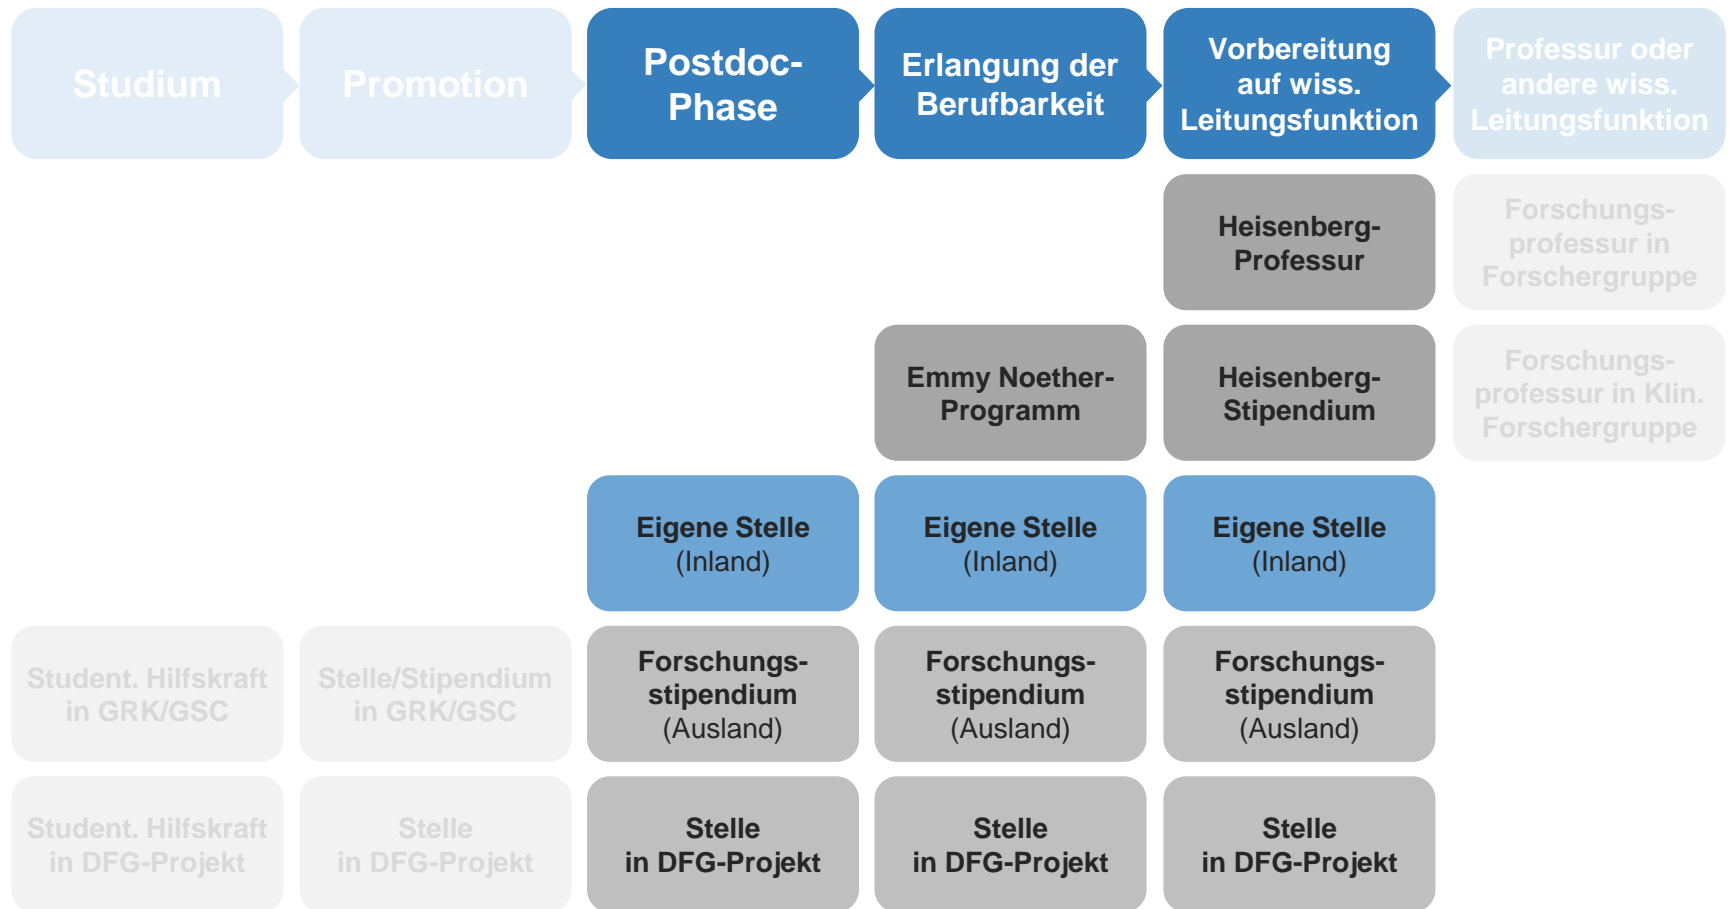 Studium
Promotion
Postdoc-
Phase
Erlangung der
Berufbarkeit
Vorbereitung
auf wiss.
Leitungsfunktion
Professur oder
andere wiss.
Leitungsfunktion
Heisenberg-
Professur
Forschungs-
professur in
Forschergruppe
Emmy Noether-
Programm
Heisenberg-
Stipendium
Forschungs-
professur in Klin.
Forschergruppe
Eigene Stelle
(Inland)
Eigene Stelle
(Inland)
Eigene Stelle
(Inland)
Student. Hilfskraft
in GRK/GSC
Stelle/Stipendium
in GRK/GSC
Forschungs-
stipendium
(Ausland)
Forschungs-
stipendium
(Ausland)
Forschungs-
stipendium
(Ausland)
Student. Hilfskraft
in DFG-Projekt
Stelle
in DFG-Projekt
Stelle
in DFG-Projekt
Stelle
in DFG-Projekt
Stelle
in DFG-Projekt